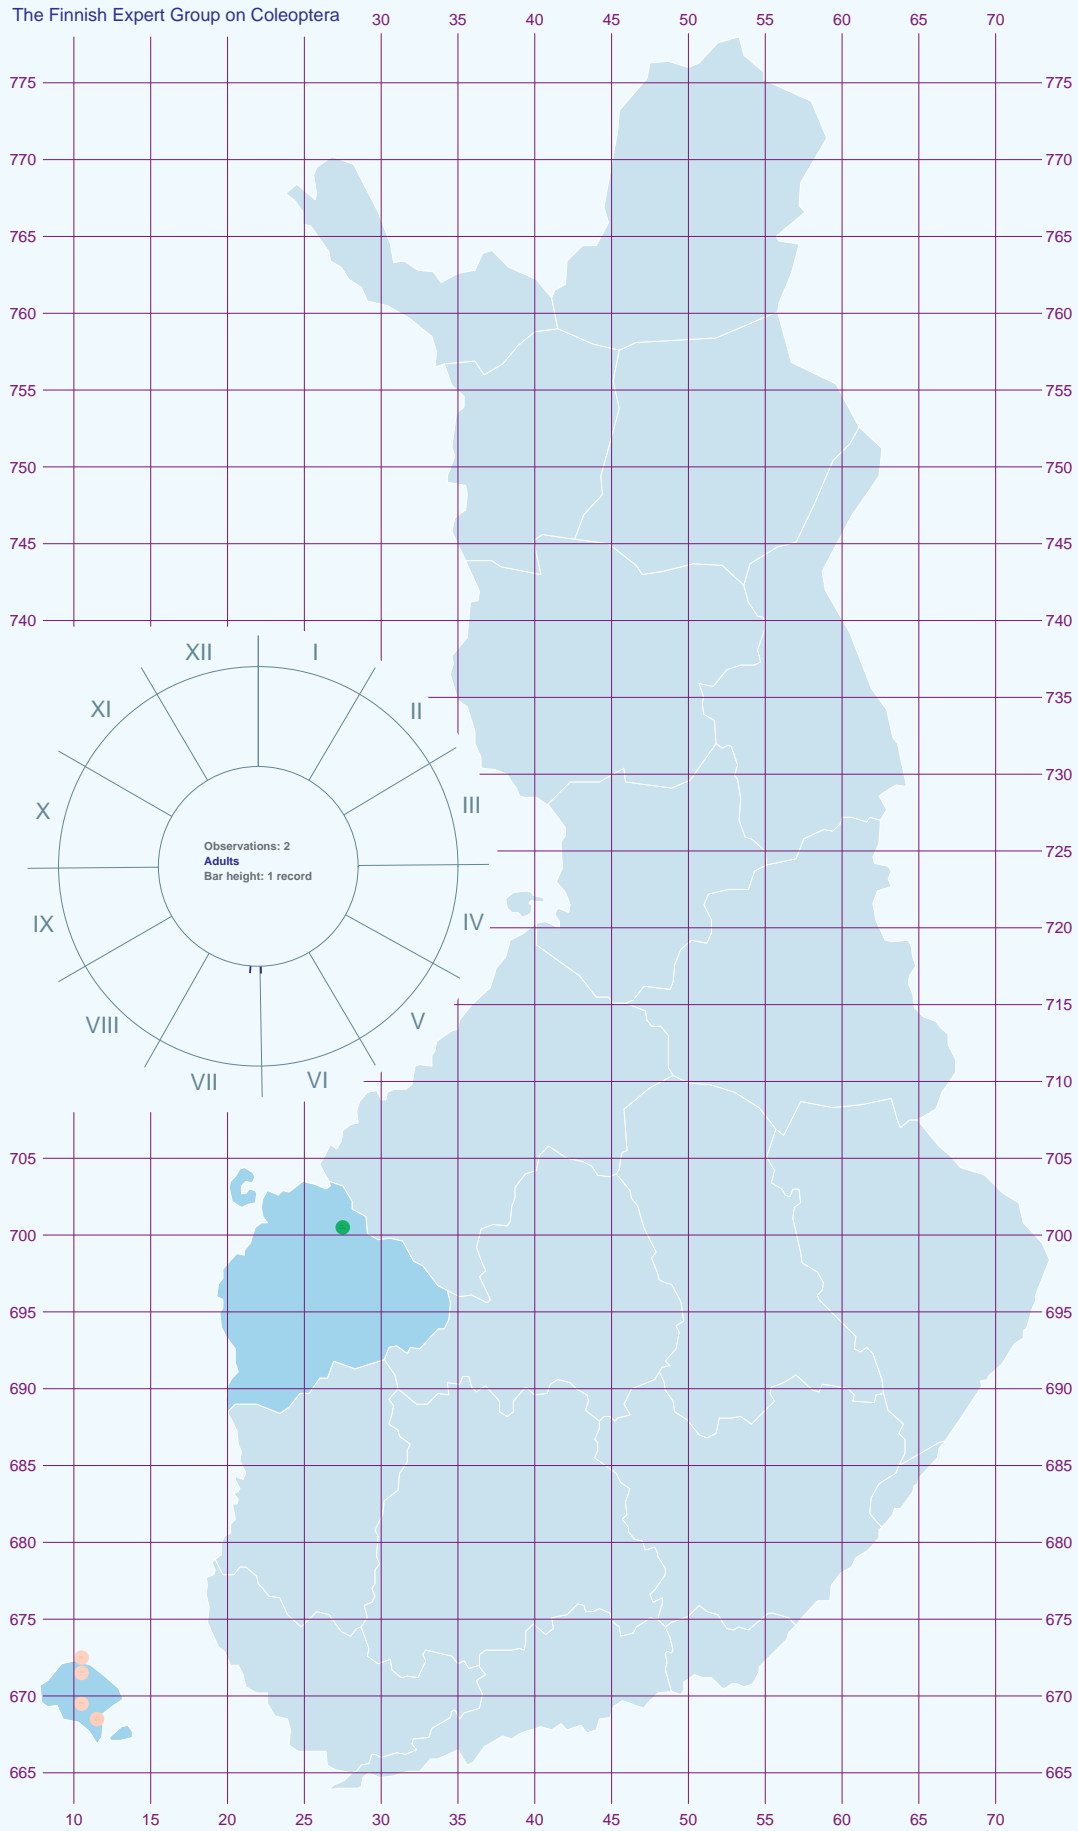 The Finnish Expert Group on Coleoptera
30 35 40 45 50 55 60 65 70
775 775
770 770
765 765
760 760
755 755
750 750
745 745
740 740
XII I
XI II
735
730
X III
Observations: 2
Adults
Bar height: 1 record
725
IX IV
720
715
VIII V
VII VI
710
705 705
700 700
695 695
690 690
685 685
680 680
675 675
670 670
665 665
10 15 20 25 30 35 40 45 50 55 60 65 70